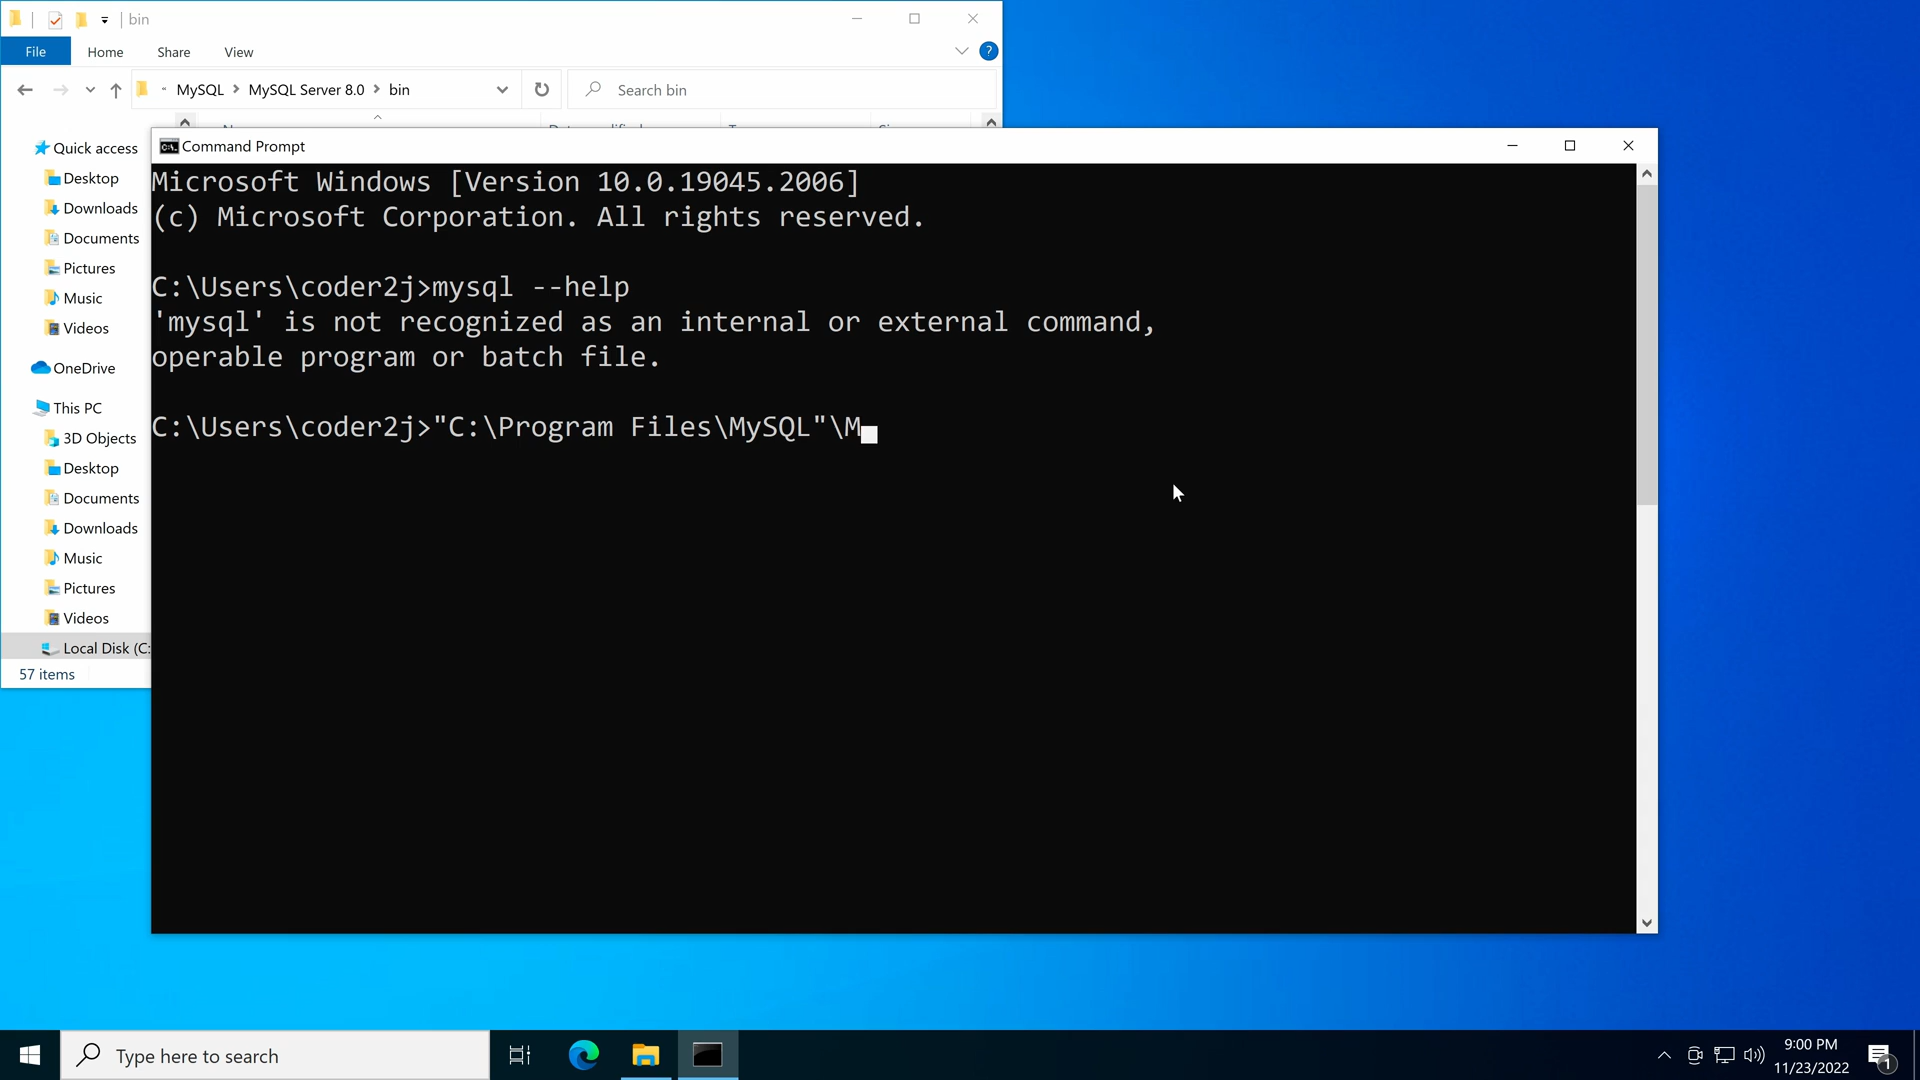 bin
File
Home
Share
View
?
MySQL
MySQL Server 8.0
bin
Search bin
Quick access
Desktop
Downloads
Documents
Pictures
Music
Videos
OneDrive
This PC
3D Objects
Desktop
Documents
Downloads
Music
Pictures
Videos
Local Disk (C:
57 items
Command Prompt
Microsoft Windows [Version 10.0.19045.2006]
(c) Microsoft Corporation. All rights reserved.
C:\Users\coder2j>mysql --help
'mysql' is not recognized as an internal or external command,
operable program or batch file.
C:\Users\coder2j>"C:\Program Files\MySQL"\M
Type here to search
9:00 PM
11/23/2022
1